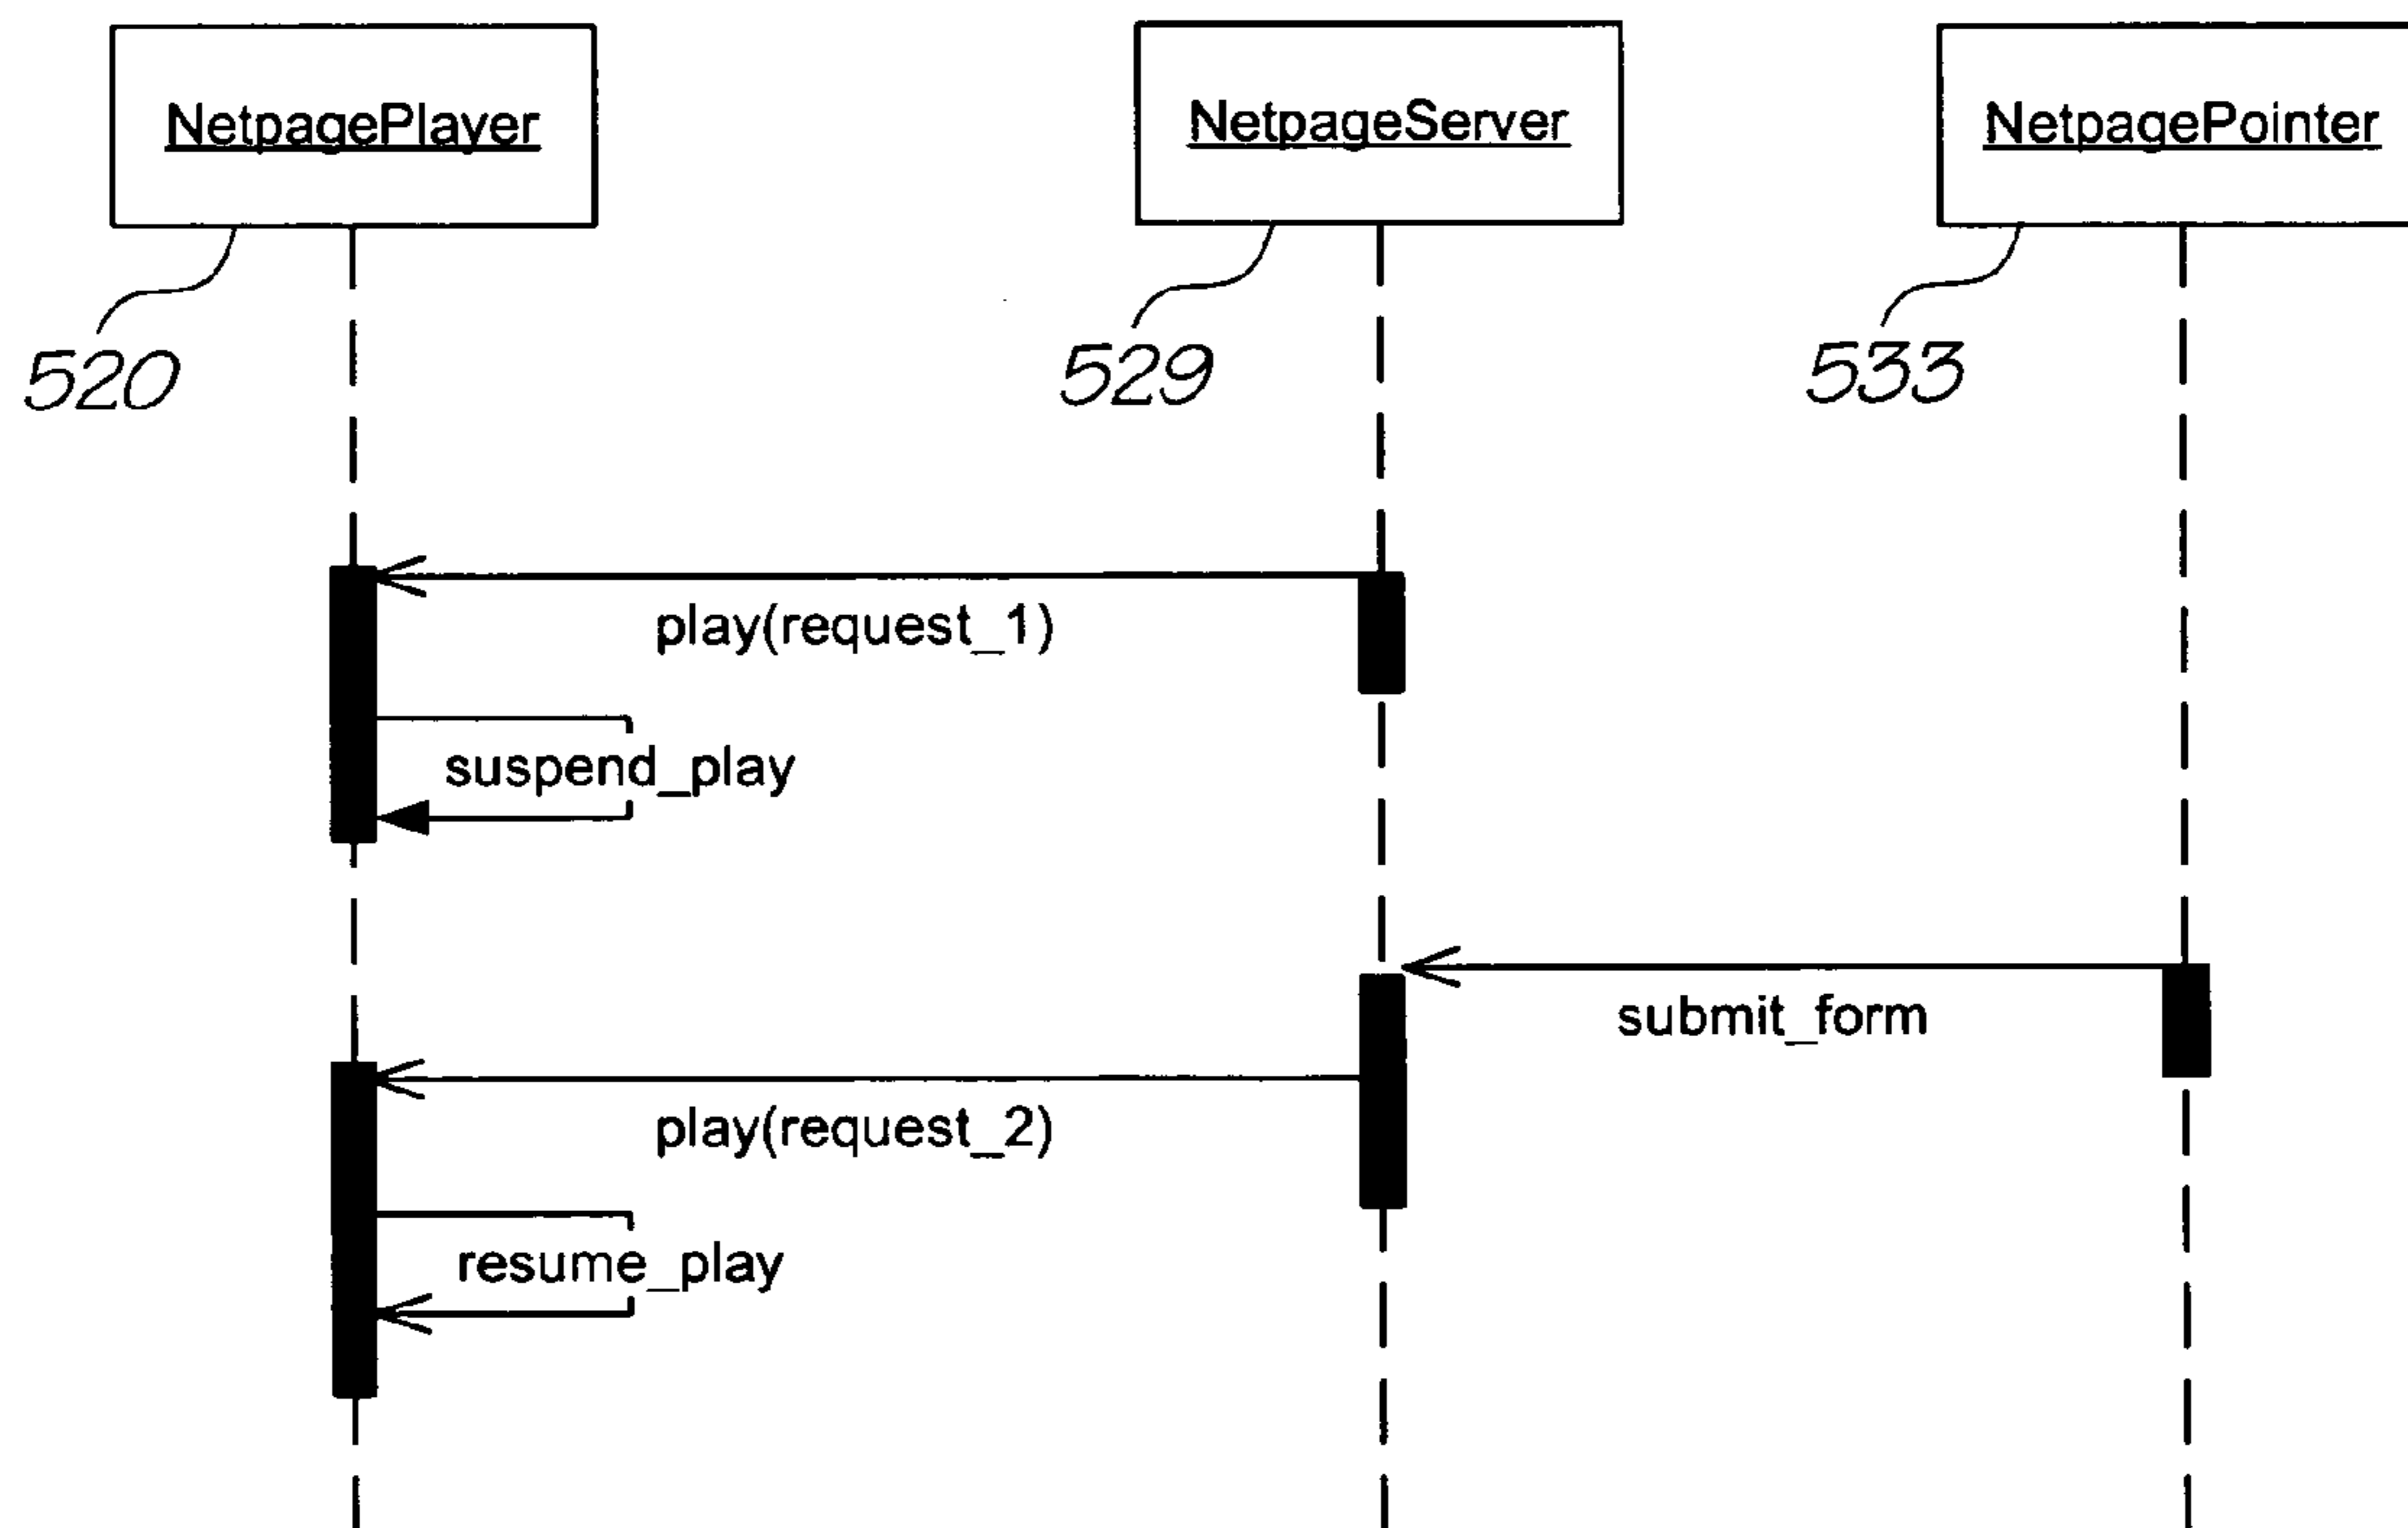 NetpagePlayer
NetpageServer
NetpagePointer
520
529
533
play(request_1)
suspend_play
submit_form
play(request_2)
resume_play